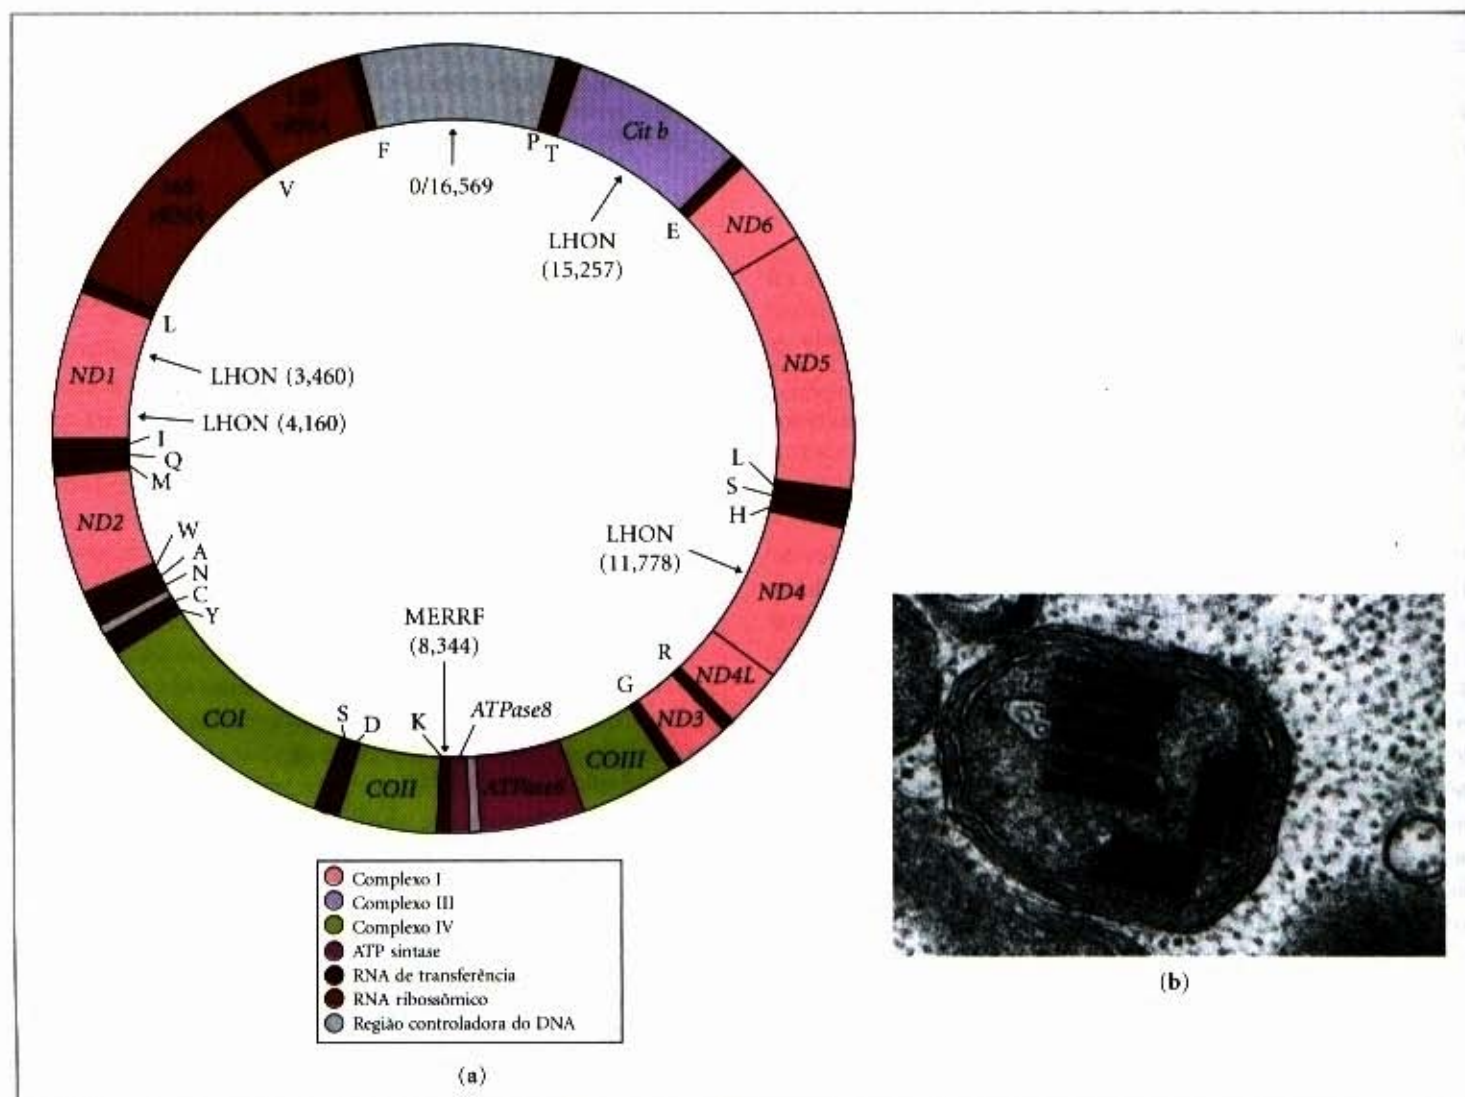 F
P
T
V
0/16,569
Cit b
E
LHON
(15,257)
ND6
ND5
L
ND1
LHON (3,460)
LHON (4,160)
I
Q
M
ND2
W
A
N
C
Y
L
S
H
LHON
(11,778)
ND4
MERRF
(8,344)
R
ND4L
G
ND3
COI
S
D
K
ATPase8
COII
ATPase6
COIII
Complexo I
Complexo III
Complexo IV
ATP sintase
RNA de transferência
RNA ribossômico
Região controladora do DNA
(a)
(b)